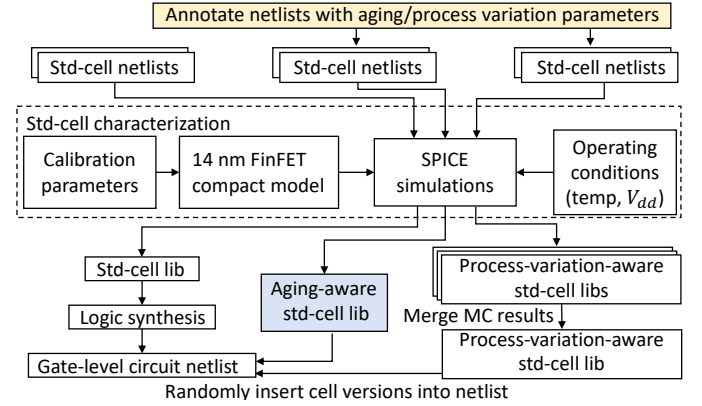 Annotate netlists with aging/process variation parameters
Std-cell netlists
Std-cell netlists
Std-cell netlists
Std-cell characterization
Calibration
parameters
14 nm FinFET
compact model
SPICE
simulations
Operating
conditions
(temp, V_dd)
Std-cell lib
Logic synthesis
Gate-level circuit netlist
Aging-aware
std-cell lib
Process-variation-aware
std-cell libs
Merge MC results
Process-variation-aware
std-cell lib
Randomly insert cell versions into netlist